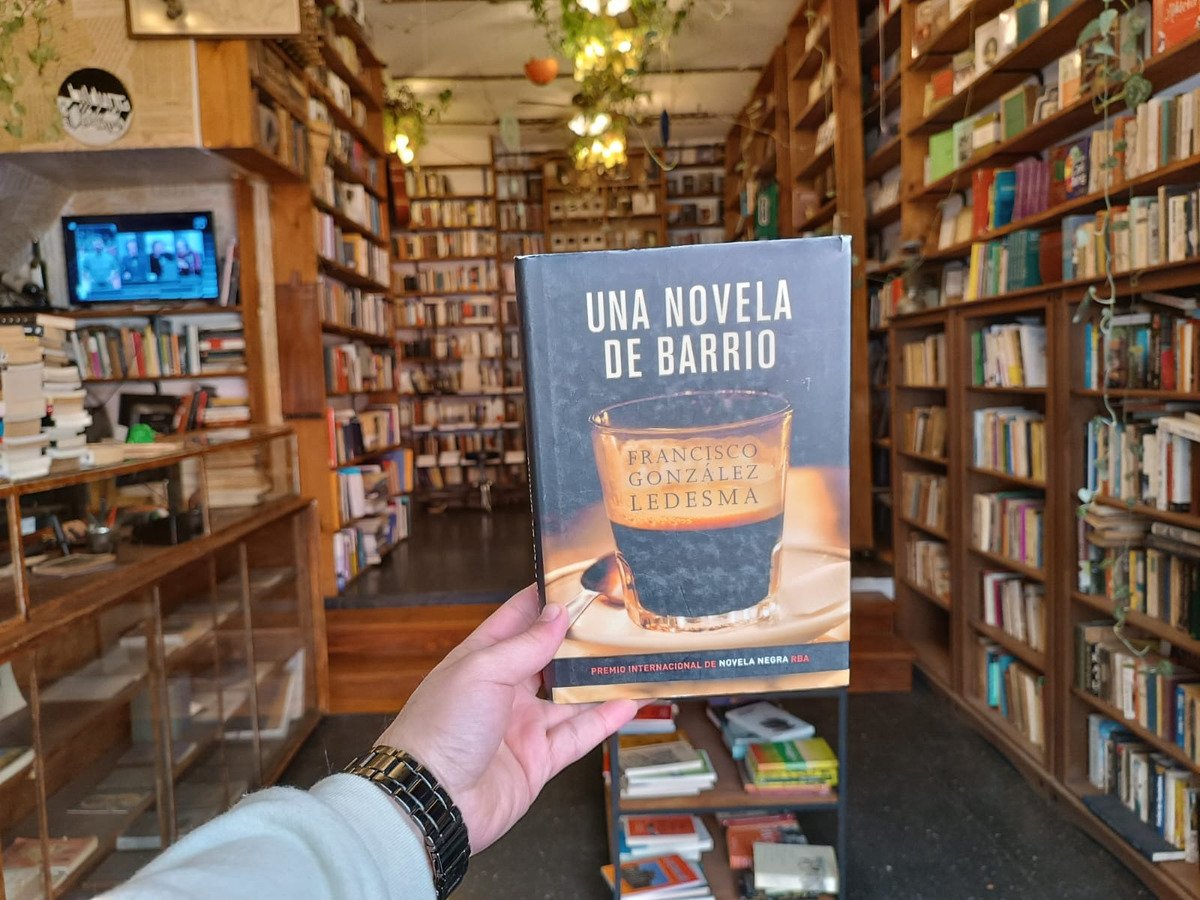 UNA NOVELA
DE BARRIO
FRANCISCO
GONZÁLEZ
LEDESMA
PREMIO INTERNACIONAL DE NOVELA NEGRA RBA